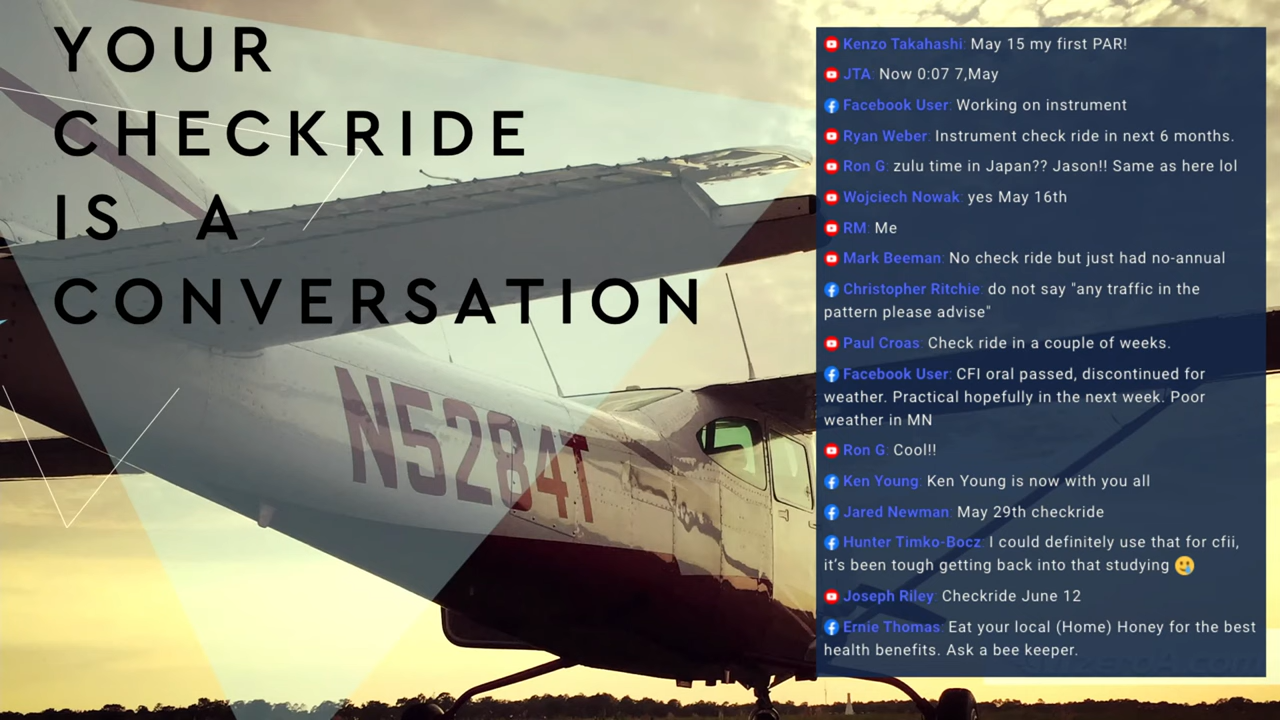 YOUR
CHECKRIDE
IS A
CONVERSATION
N5284T
Kenzo Takahashi: May 15 my first PAR!
JTA: Now 0:07 7,May
Facebook User: Working on instrument
Ryan Weber: Instrument check ride in next 6 months.
Ron G: zulu time in Japan?? Jason!! Same as here lol
Wojciech Nowak: yes May 16th
RM: Me
Mark Beeman: No check ride but just had no-annual
Christopher Ritchie: do not say "any traffic in the
pattern please advise"
Paul Croas: Check ride in a couple of weeks.
Facebook User: CFI oral passed, discontinued for
weather. Practical hopefully in the next week. Poor
weather in MN
Ron G: Cool!!
Ken Young: Ken Young is now with you all
Jared Newman: May 29th checkride
Hunter Timko-Bocz: I could definitely use that for cfii,
it's been tough getting back into that studying 🥲
Joseph Riley: Checkride June 12
Ernie Thomas: Eat your local (Home) Honey for the best
health benefits. Ask a bee keeper.